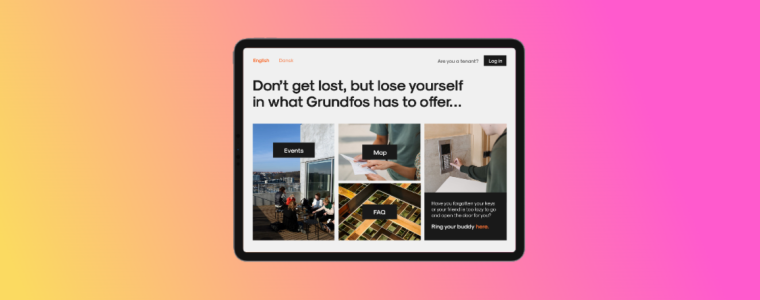 English Dansk
Are you a tenant? Log in
Don't get lost, but lose yourself
in what Grundfos has to offer...
Events
Map
FAQ
Have you forgotten your keys
or your friend is too lazy to go
and open the door for you?
Ring your buddy here.